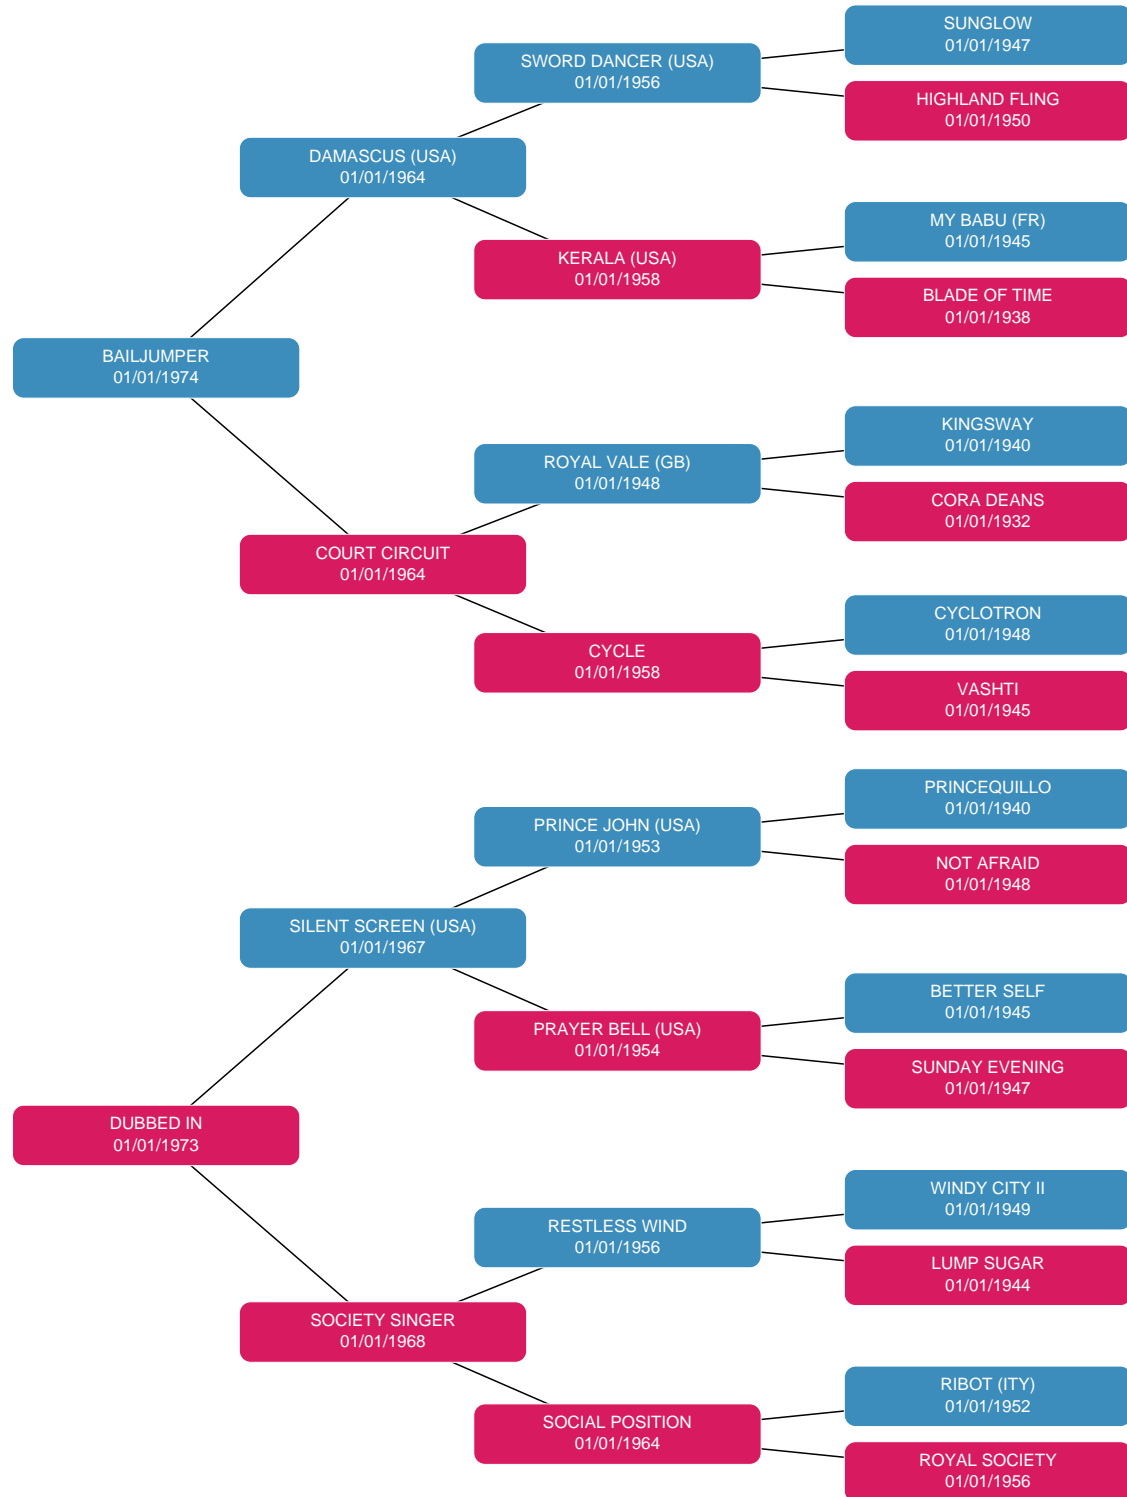 SUNGLOW
01/01/1947
SWORD DANCER (USA)
01/01/1956
HIGHLAND FLING
01/01/1950
DAMASCUS (USA)
01/01/1964
MY BABU (FR)
01/01/1945
KERALA (USA)
01/01/1958
BLADE OF TIME
01/01/1938
BAILJUMPER
01/01/1974
KINGSWAY
01/01/1940
ROYAL VALE (GB)
01/01/1948
CORA DEANS
01/01/1932
COURT CIRCUIT
01/01/1964
CYCLOTRON
01/01/1948
CYCLE
01/01/1958
VASHTI
01/01/1945
PRINCEQUILLO
01/01/1940
PRINCE JOHN (USA)
01/01/1953
NOT AFRAID
01/01/1948
SILENT SCREEN (USA)
01/01/1967
BETTER SELF
01/01/1945
PRAYER BELL (USA)
01/01/1954
SUNDAY EVENING
01/01/1947
DUBBED IN
01/01/1973
WINDY CITY II
01/01/1949
RESTLESS WIND
01/01/1956
LUMP SUGAR
01/01/1944
SOCIETY SINGER
01/01/1968
RIBOT (ITY)
01/01/1952
SOCIAL POSITION
01/01/1964
ROYAL SOCIETY
01/01/1956